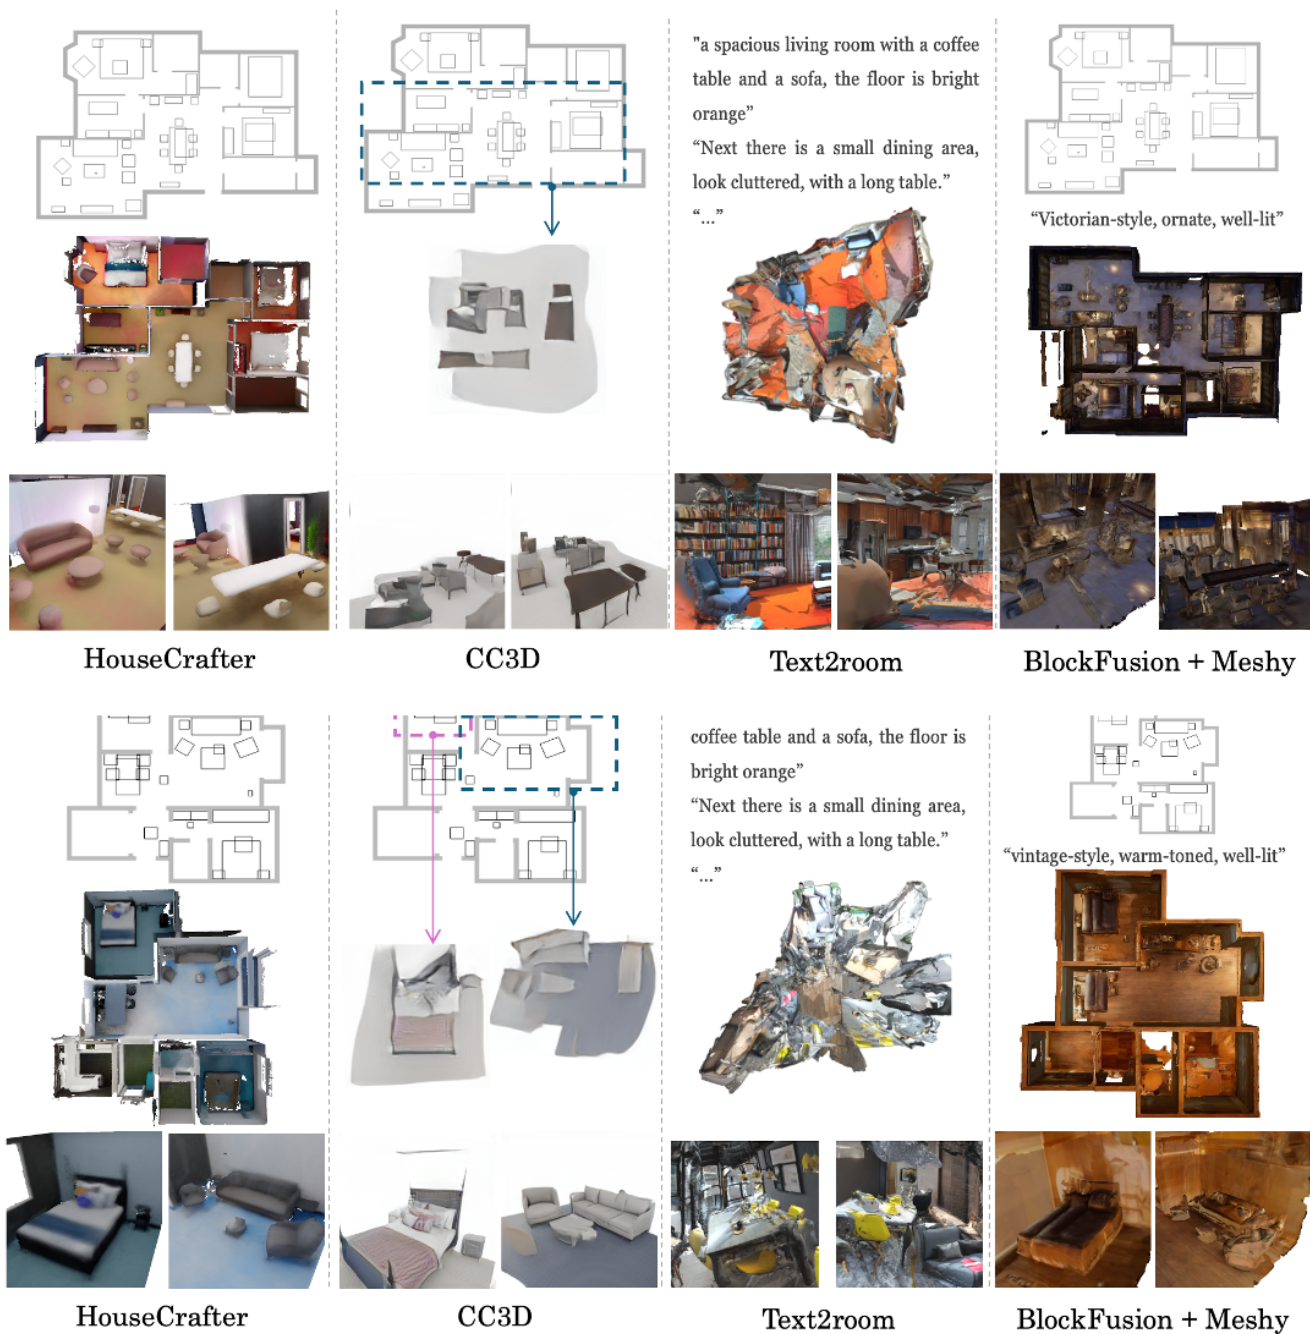 "a spacious living room with a coffee
table and a sofa, the floor is bright
orange”
“Next there is a small dining area,
look cluttered, with a long table.”
“...”
“Victorian-style, ornate, well-lit”
HouseCrafter
CC3D
Text2room
BlockFusion + Meshy
coffee table and a sofa, the floor is
bright orange”
“Next there is a small dining area,
look cluttered, with a long table.”
“...”
“vintage-style, warm-toned, well-lit”
HouseCrafter
CC3D
Text2room
BlockFusion + Meshy